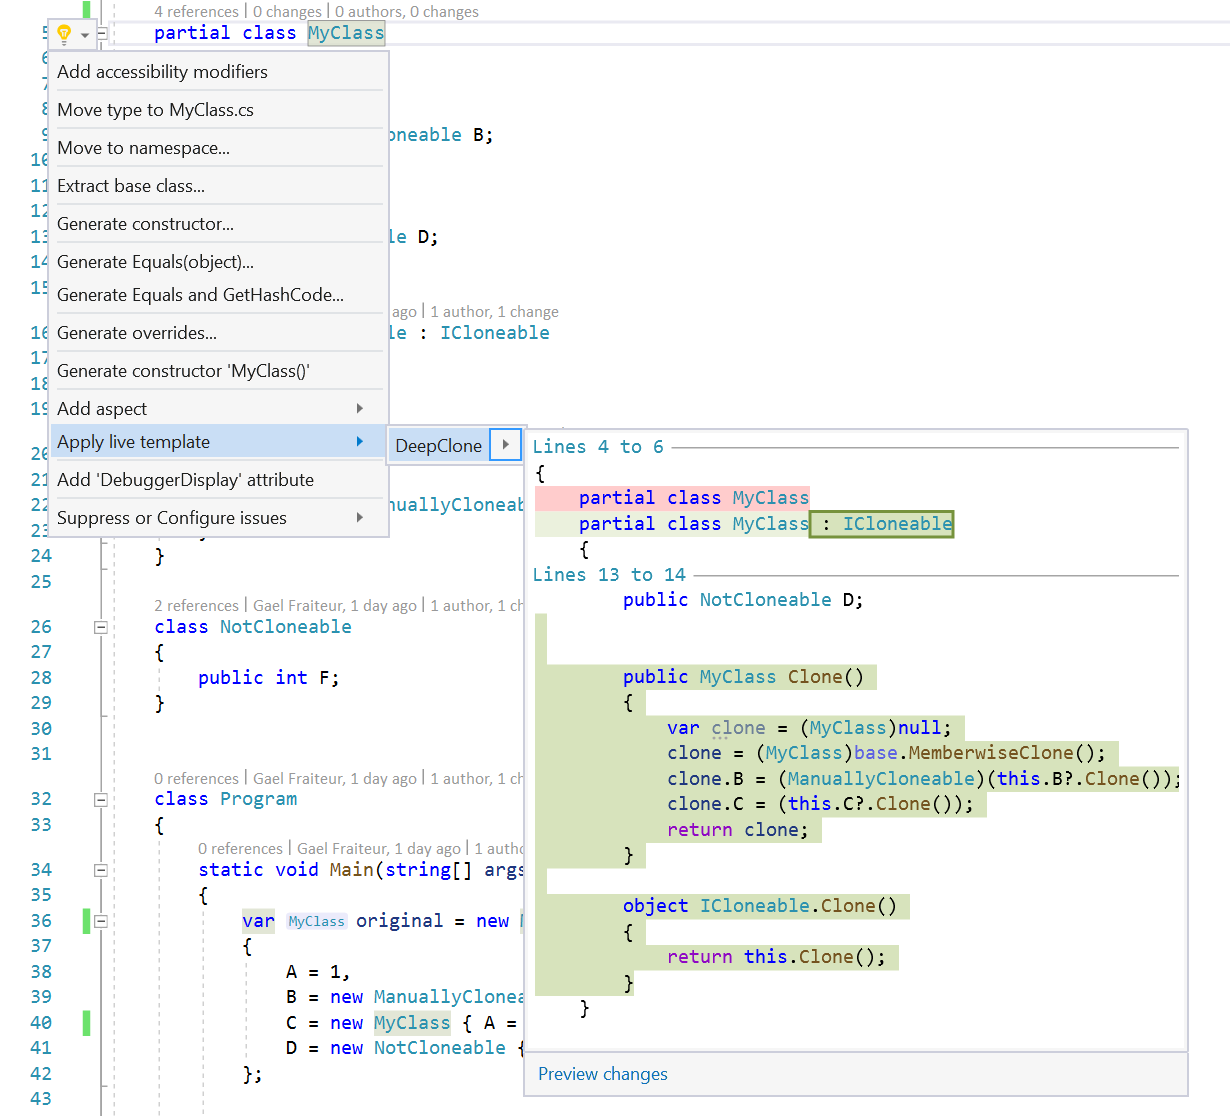 4 references | 0 changes | 0 authors, 0 changes
5 partial class MyClass
Add accessibility modifiers
Move type to MyClass.cs
8
9 oneable B;
Move to namespace...
10
11 Extract base class...
12
Generate constructor...
13 le D;
14 Generate Equals(object)...
15 Generate Equals and GetHashCode...
ago | 1 author, 1 change
16 Generate overrides...
le : ICloneable
17
Generate constructor 'MyClass()'
18
19 Add aspect
Apply live template
DeepClone
20
21 Add 'DebuggerDisplay' attribute
22 nuallyCloneab
Suppress or Configure issues
23
24 }
25
2 references | Gael Fraiteur, 1 day ago | 1 author, 1 ch
26 class NotCloneable
27 {
28 public int F;
29 }
30
31
0 references | Gael Fraiteur, 1 day ago | 1 author, 1 ch
32 class Program
33 {
0 references | Gael Fraiteur, 1 day ago | 1 autho
34 static void Main(string[] args
35 {
36 var MyClass original = new
37 {
38 A = 1,
39 B = new ManuallyClonea
40 C = new MyClass { A =
41 D = new NotCloneable {
42 };
43
Lines 4 to 6
{
partial class MyClass
partial class MyClass : ICloneable
{
Lines 13 to 14
public NotCloneable D;
public MyClass Clone()
{
var clone = (MyClass)null;
clone = (MyClass)base.MemberwiseClone();
clone.B = (ManuallyCloneable)(this.B?.Clone());
clone.C = (this.C?.Clone());
return clone;
}
object ICloneable.Clone()
{
return this.Clone();
}
}
Preview changes